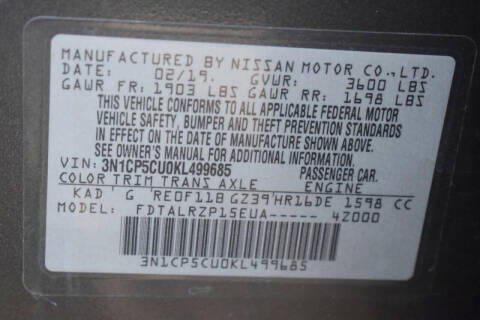 MANUFACTURED BY NISSAN MOTOR CO., LTD.
DATE: 02/19. GVWR: 3600 LBS
GAWR FR: 1903 LBS GAWR RR: 1698 LBS
THIS VEHICLE CONFORMS TO ALL APPLICABLE FEDERAL MOTOR
VEHICLE SAFETY, BUMPER AND THEFT PREVENTION STANDARDS
IN EFFECT ON THE DATE OF MANUFACTURE SHOWN ABOVE.
SEE OWNER'S MANUAL FOR ADDITIONAL INFORMATION.
VIN: 3N1CP5CU0KL499685 PASSENGER CAR.
COLOR TRIM TRANS AXLE ENGINE
KAD G RE0F11B GZ39 HR16DE 1598 CC
MODEL FDTALRZP15EUA----- 4Z000
3N1CP5CU0KL499685